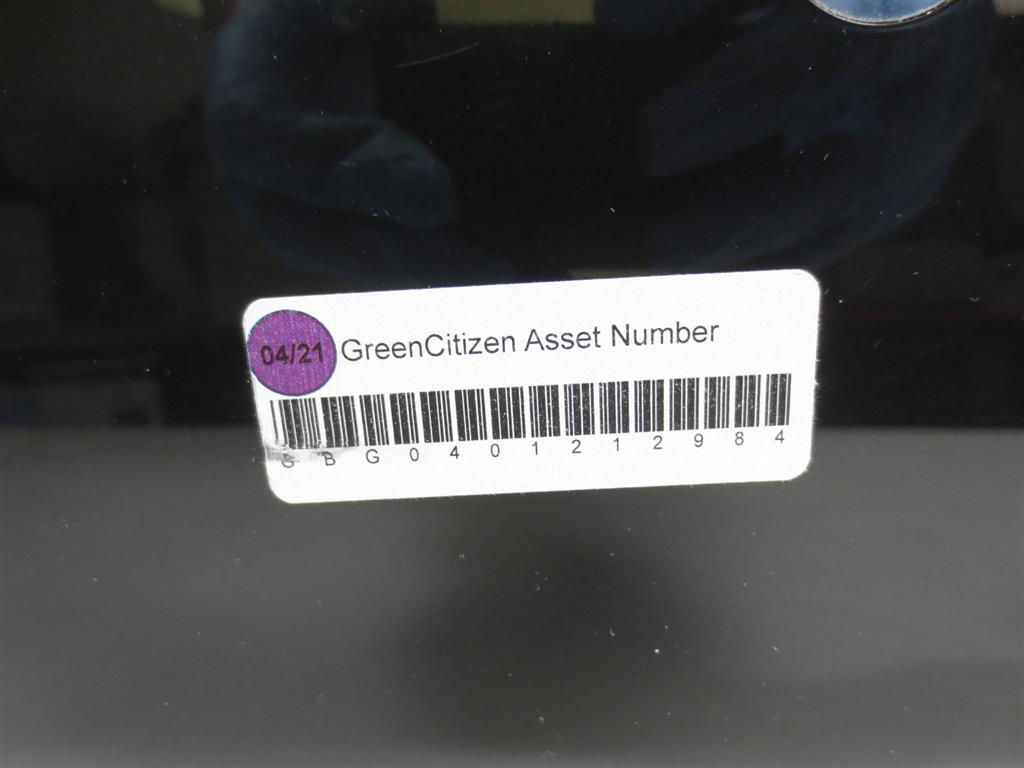 04/21 GreenCitizen Asset Number
G B G 0 4 0 1 2 1 2 9 8 4